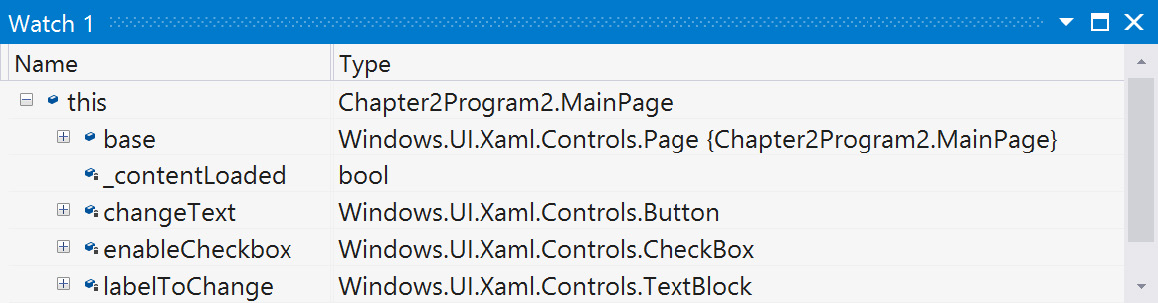 Watch 1
Name Type
this Chapter2Program2.MainPage
base Windows.UI.Xaml.Controls.Page {Chapter2Program2.MainPage}
_contentLoaded bool
changeText Windows.UI.Xaml.Controls.Button
enableCheckbox Windows.UI.Xaml.Controls.CheckBox
labelToChange Windows.UI.Xaml.Controls.TextBlock